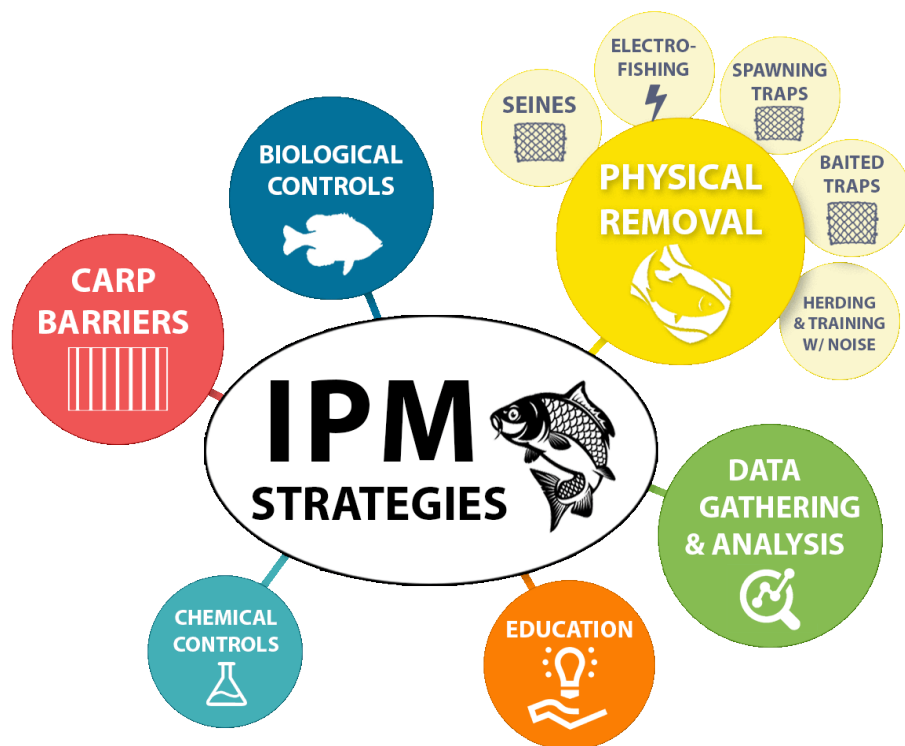 IPM
STRATEGIES
CARP
BARRIERS
BIOLOGICAL
CONTROLS
PHYSICAL
REMOVAL
SEINES
ELECTRO-
FISHING
SPAWNING
TRAPS
BAITED
TRAPS
HERDING
& TRAINING
W/ NOISE
DATA
GATHERING
& ANALYSIS
EDUCATION
CHEMICAL
CONTROLS